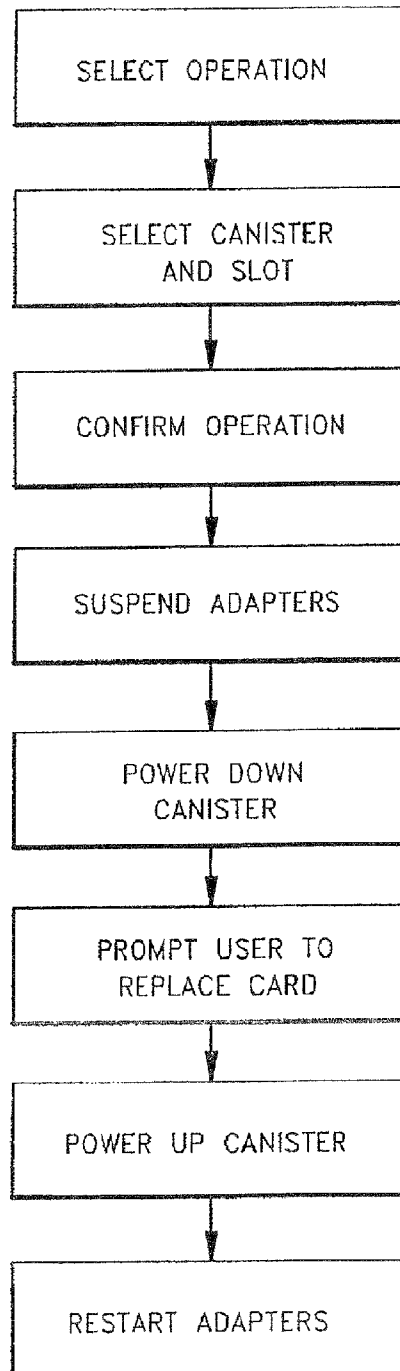 SELECT OPERATION
SELECT CANISTER
AND SLOT
CONFIRM OPERATION
SUSPEND ADAPTERS
POWER DOWN
CANISTER
PROMPT USER TO
REPLACE CARD
POWER UP CANISTER
RESTART ADAPTERS